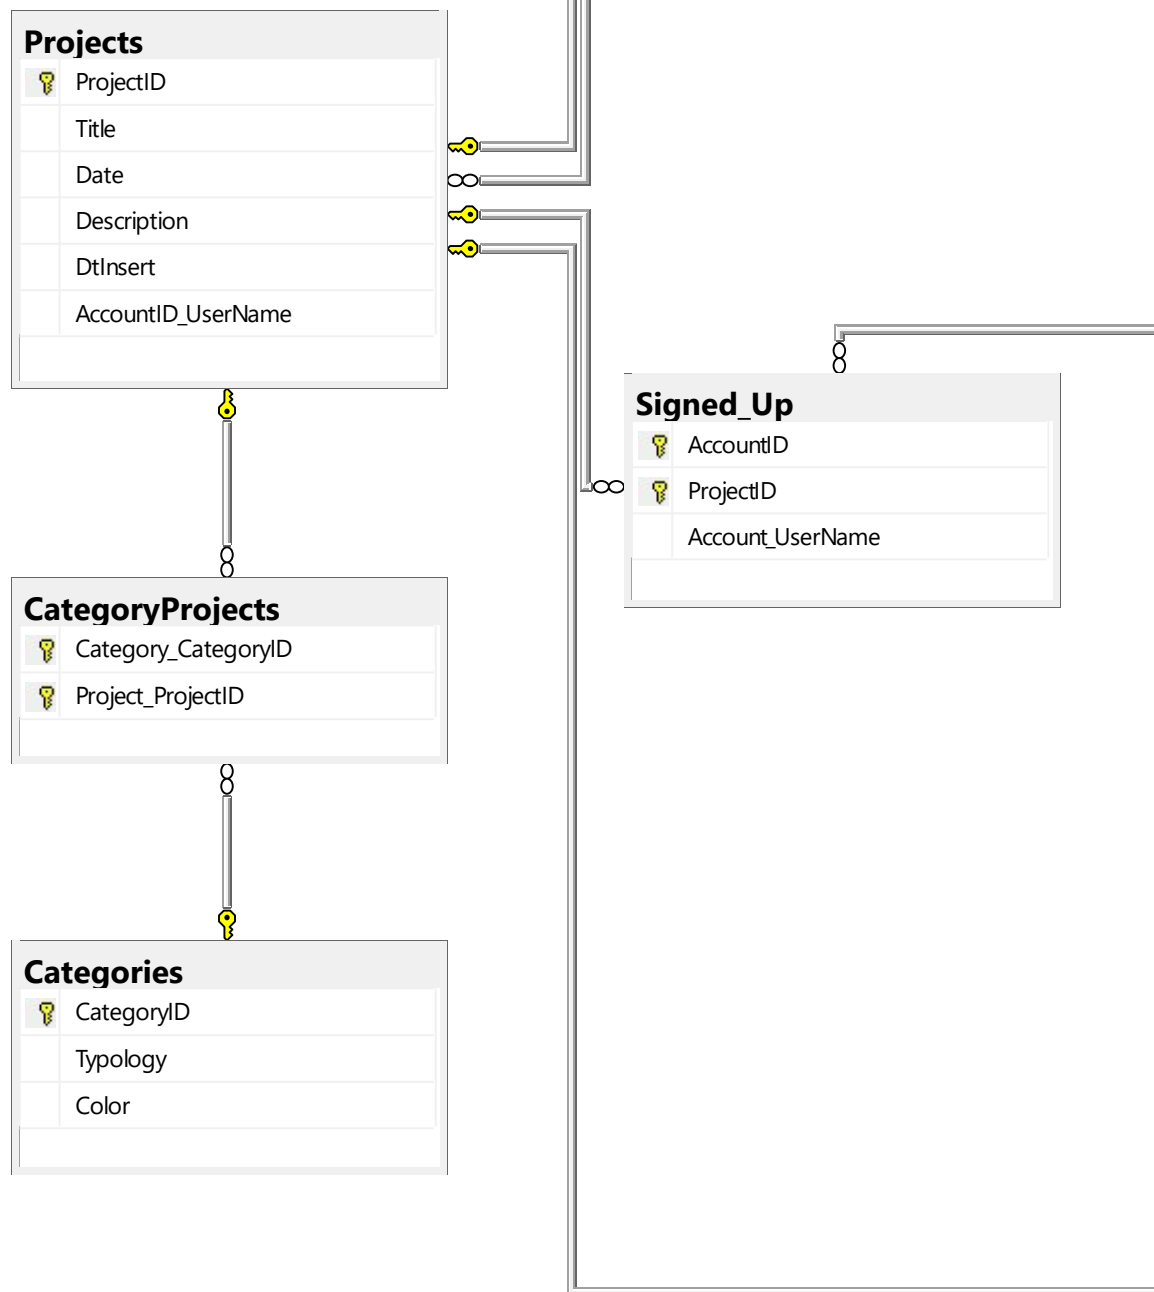 Projects
ProjectID
Title
Date
Description
DtInsert
AccountID_UserName
Signed_Up
AccountID
ProjectID
Account_UserName
CategoryProjects
Category_CategoryID
Project_ProjectID
Categories
CategoryID
Typology
Color